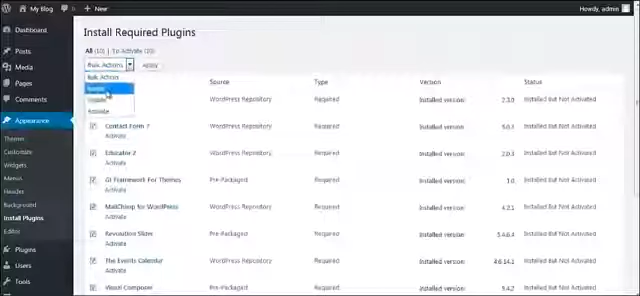 My Blog 0 + New Howdy, admin
Dashboard
Posts
Media
Pages
Comments
Appearance
Themes
Customize
Widgets
Menus
Header
Background
Install Plugins
Editor
Plugins
Users
Tools
Install Required Plugins
All (10) | To Activate (10)
Bulk Actions Apply
Bulk Actions
Install
Update
Activate
Source Type Version Status
WordPress Repository Required Installed version: 2.3.0 Installed But Not Activated
Contact Form 7 WordPress Repository Required Installed version: Installed But Not Activated
Activate
Educator 2 WordPress Repository Required Installed version: 2.0.3 Installed But Not Activated
Activate
Framework For Themes Pre-Packaged Required Installed version: 1.0 Installed But Not Activated
Activate
MailChimp for WordPress WordPress Repository Required Installed version: 4.2.1 Installed But Not Activated
Activate
Revolution Slider Pre-Packaged Required Installed version: 5.4.6.4 Installed But Not Activated
Activate
The Events Calendar WordPress Repository Required Installed version: 4.6.14.1 Installed But Not Activated
Activate
Visual Composer Pre-Packaged Required Installed version: 5.4.2 Installed But Not Activated